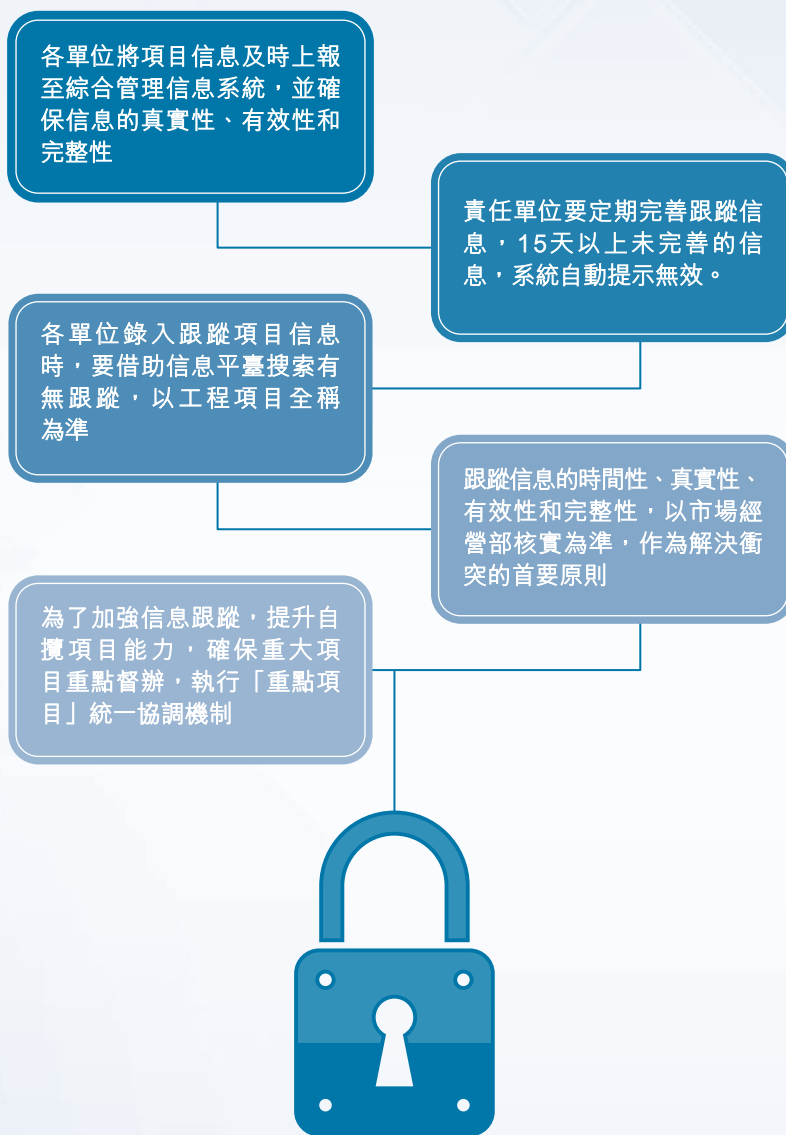 各單位將項目信息及時上報
至綜合管理信息系統，並確
保信息的真實性、有效性和
完整性
責任單位要定期完善跟蹤信
息，15天以上未完善的信
息，系統自動提示無效。
各單位錄入跟蹤項目信息
時，要借助信息平臺搜索有
無跟蹤，以工程項目全稱
為準
跟蹤信息的時間性、真實性、
有效性和完整性，以市場經
營部核實為準，作為解決衝
突的首要原則
為了加強信息跟蹤，提升自
攬項目能力，確保重大項
目重點督辦，執行「重點項
目」統一協調機制